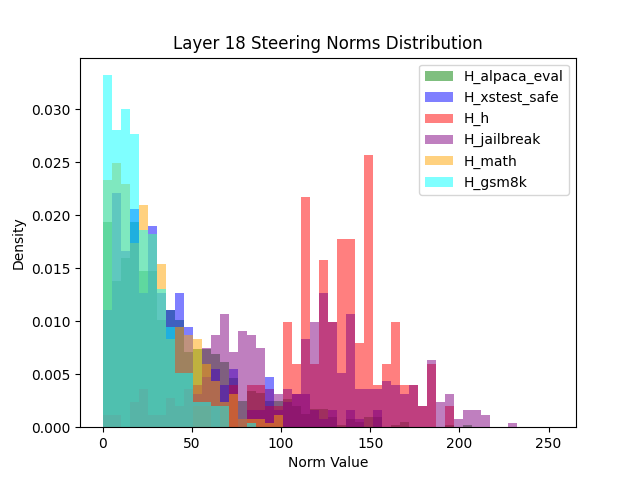 Layer 18 Steering Norms Distribution
H_alpaca_eval
H_xstest_safe
H_h
H_jailbreak
H_math
H_gsm8k
0.030
0.025
0.020
0.015
0.010
0.005
0.000
Density
0
50
100
150
200
250
Norm Value